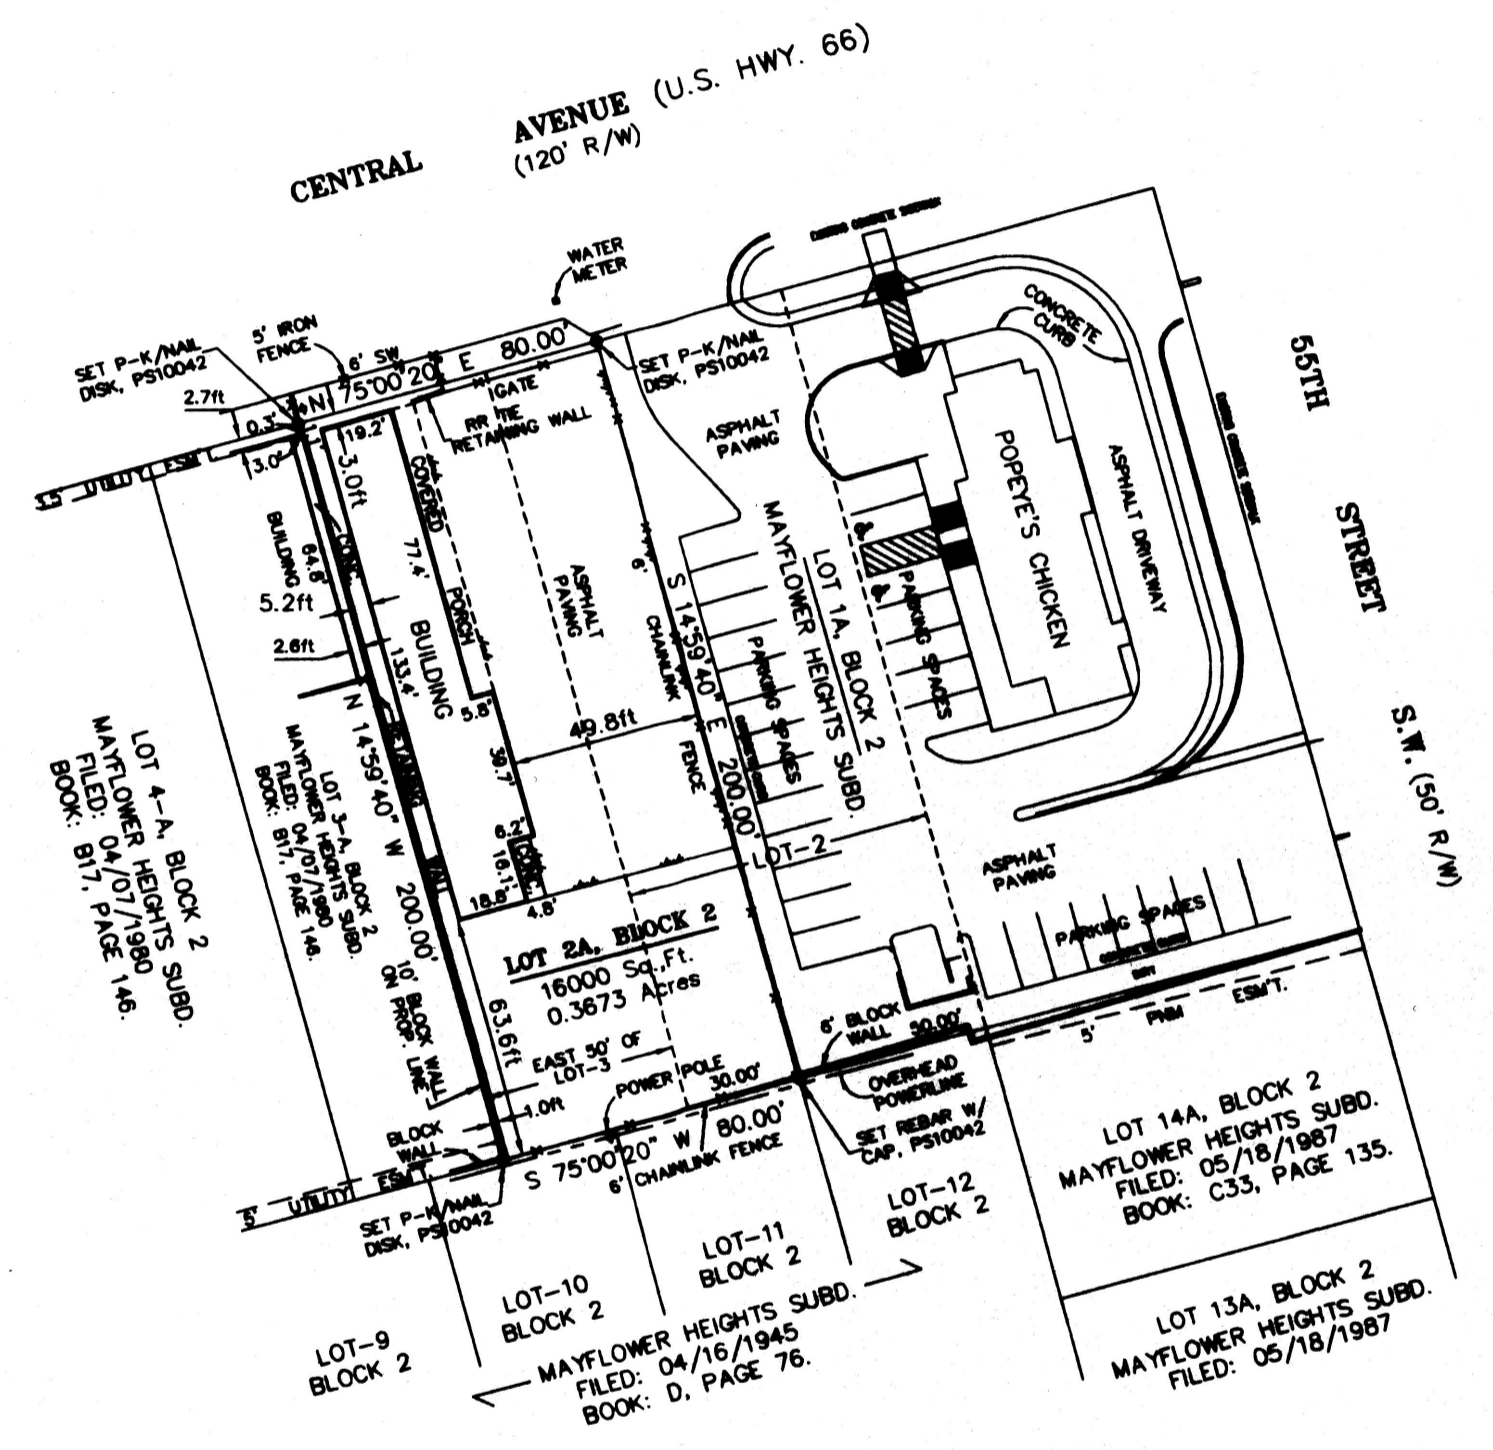 CENTRAL AVENUE (U.S. HWY. 66)
(120' R/W)
WATER
METER
5' IRON
FENCE
SET P-K/NAIL
DISK, PS10042
6' SW
N 75°00'20" E 80.00'
SET P-K/NAIL
DISK, PS10042
2.7ft
0.3'
3.0'
19.2'
3.0ft
GATE
RR TIE
RETAINING WALL
UTILITY ESM'T
BUILDING
64.8'
CONC.
5.2ft
2.6ft
COVERED
PORCH
77.4'
BUILDING
133.4'
5.8'
39.7'
6.2'
16.1'
CONC.
18.8'
4.8'
ASPHALT
PAVING
49.8ft
6'
CHAINLINK
FENCE
S 14°59'40" E 200.00'
N 14°59'40" W 200.00'
RETAINING
WALL
10' BLOCK WALL
ON PROP. LINE
LOT 4-A, BLOCK 2
MAYFLOWER HEIGHTS SUBD.
FILED: 04/07/1980
BOOK: B17, PAGE 146.
LOT 3-A, BLOCK 2
MAYFLOWER HEIGHTS SUBD.
FILED: 04/07/1980
BOOK: B17, PAGE 146.
LOT 2A, BLOCK 2
16000 Sq.,Ft.
0.3673 Acres
63.6ft
EAST 50' OF
LOT-3
POWER POLE
1.0ft
30.00'
BLOCK
WALL
5' UTILITY ESM'T
SET P-K/NAIL
DISK, PS10042
S 75°00'20" W 80.00'
6' CHAINLINK FENCE
LOT-2
ASPHALT
PAVING
LOT 1A, BLOCK 2
MAYFLOWER HEIGHTS SUBD.
PARKING SPACES
PARKING SPACES
POPEYE'S CHICKEN
CONCRETE
CURB
ASPHALT DRIVEWAY
55TH STREET S.W. (50' R/W)
ASPHALT
PAVING
PARKING SPACES
6' BLOCK
WALL
50.00'
5' PNM ESM'T.
OVERHEAD
POWERLINE
SET REBAR W/
CAP, PS10042
LOT 14A, BLOCK 2
MAYFLOWER HEIGHTS SUBD.
FILED: 05/18/1987
BOOK: C33, PAGE 135.
LOT 13A, BLOCK 2
MAYFLOWER HEIGHTS SUBD.
FILED: 05/18/1987
LOT-12
BLOCK 2
LOT-11
BLOCK 2
LOT-10
BLOCK 2
LOT-9
BLOCK 2
MAYFLOWER HEIGHTS SUBD.
FILED: 04/16/1945
BOOK: D, PAGE 76.